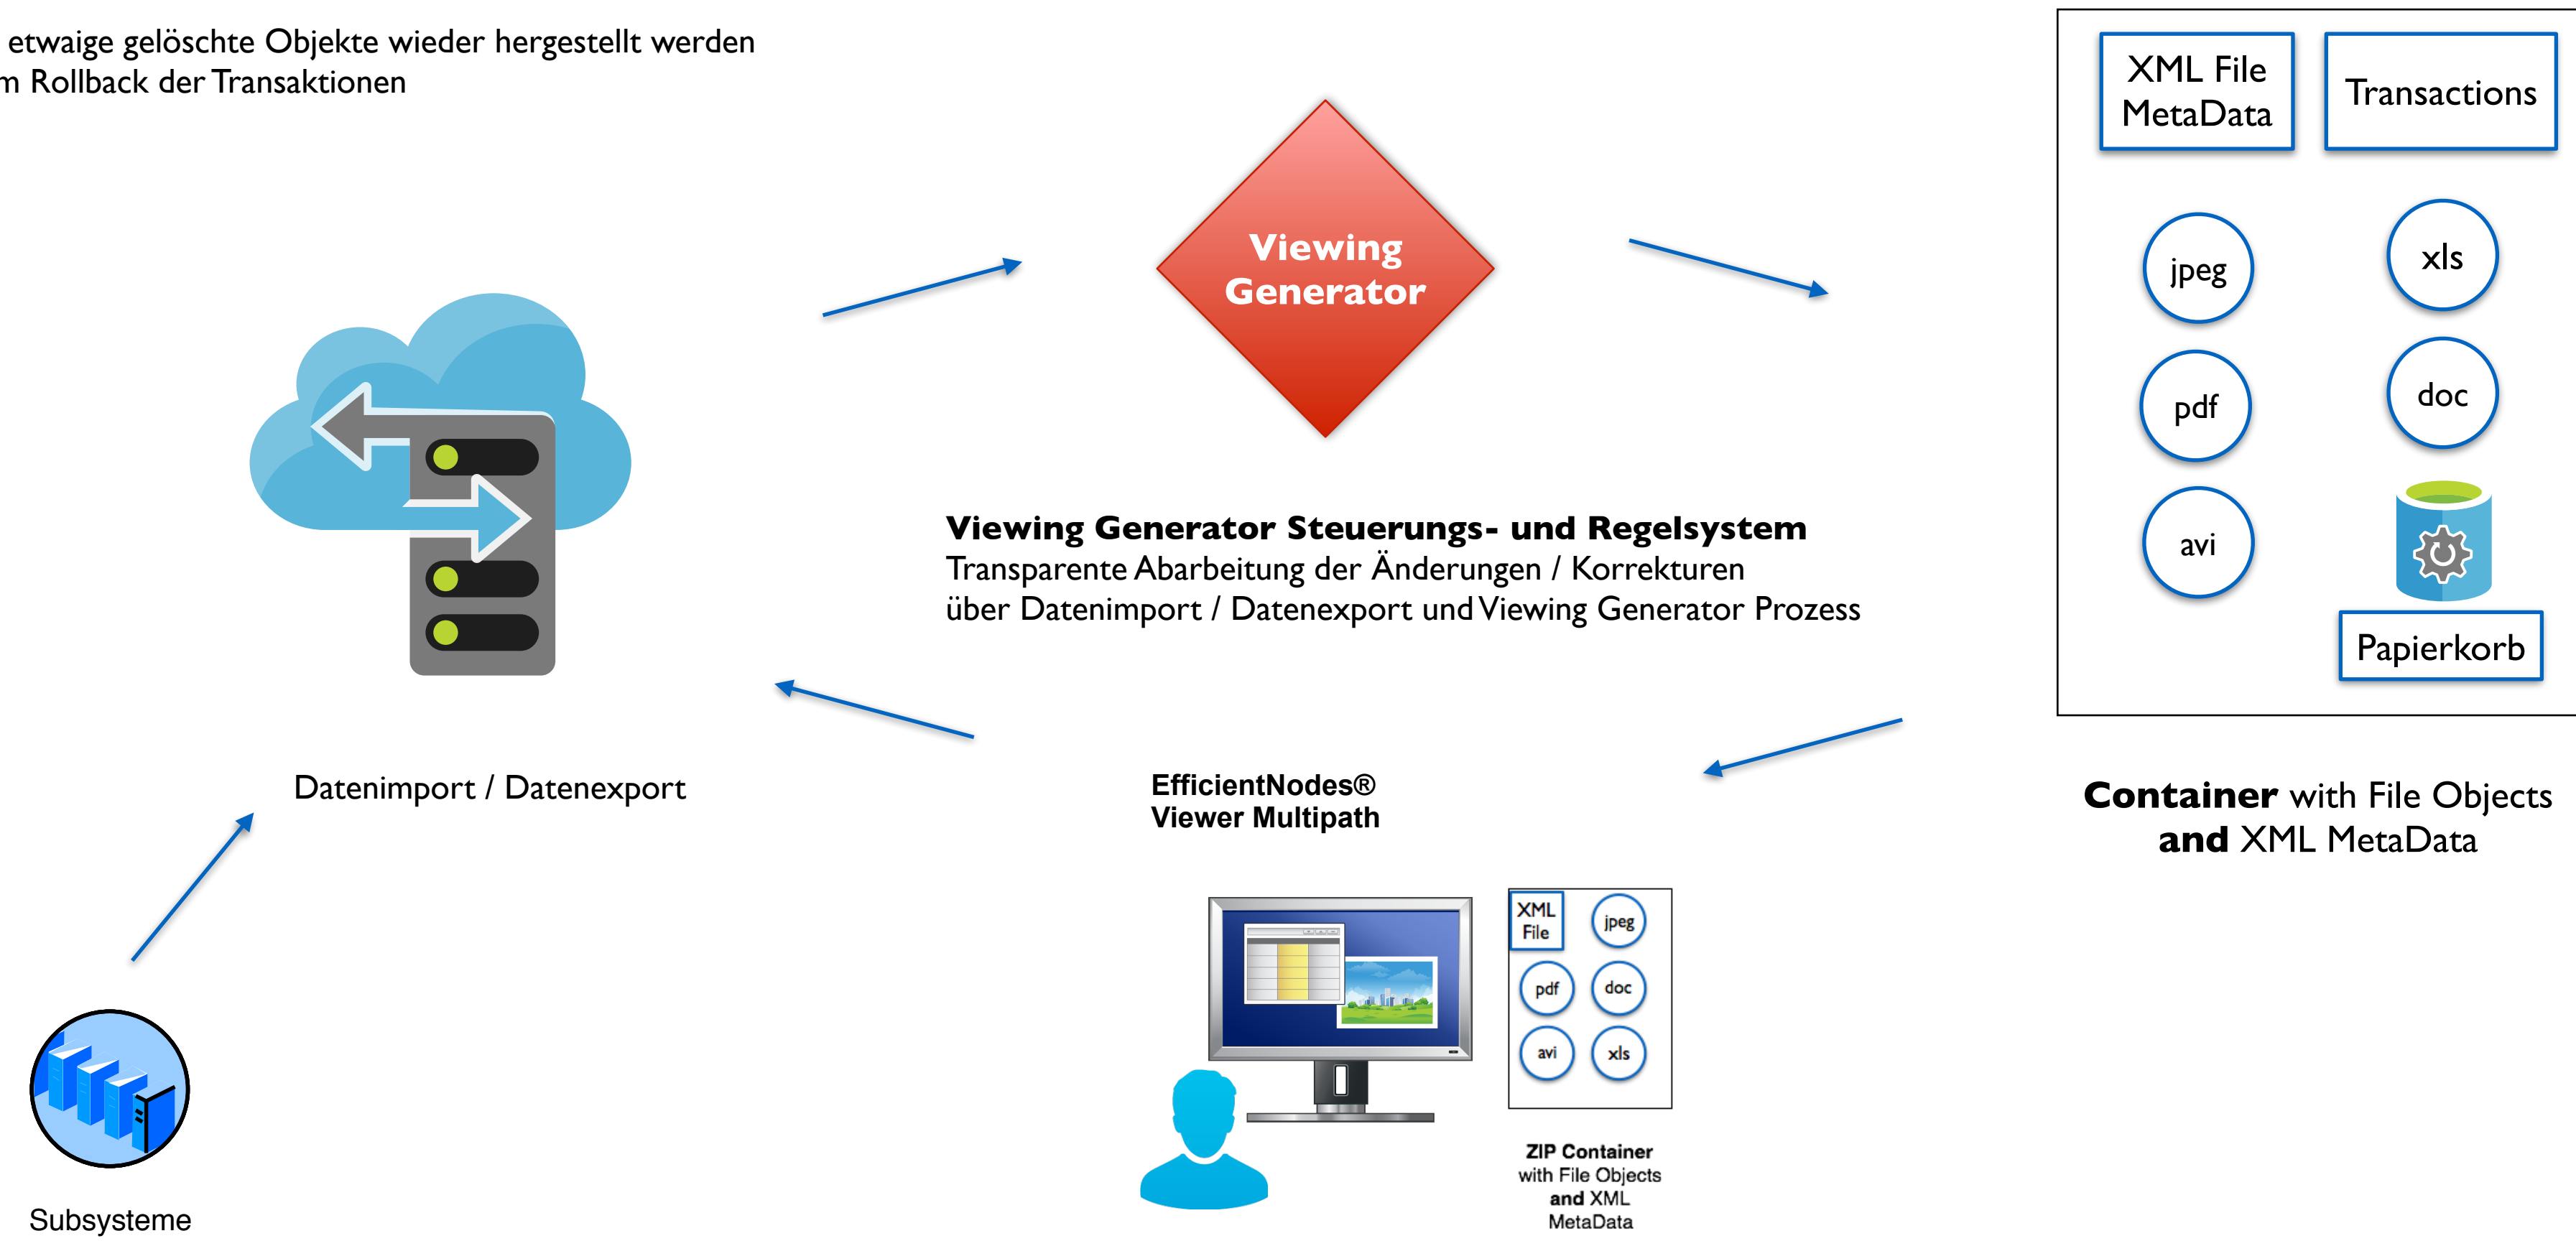 etwaige gelöschte Objekte wieder hergestellt werden
Rollback der Transaktionen
Viewing
Generator
XML File
MetaData
Transactions
jpeg
xls
pdf
doc
avi
Papierkorb
Container with File Objects
and XML MetaData
Viewing Generator Steuerungs- und Regelsystem
Transparente Abarbeitung der Änderungen / Korrekturen
über Datenimport / Datenexport und Viewing Generator Prozess
Datenimport / Datenexport
EfficientNodes®
Viewer Multipath
XML
File
jpeg
pdf
doc
avi
xls
ZIP Container
with File Objects
and XML
MetaData
Subsysteme